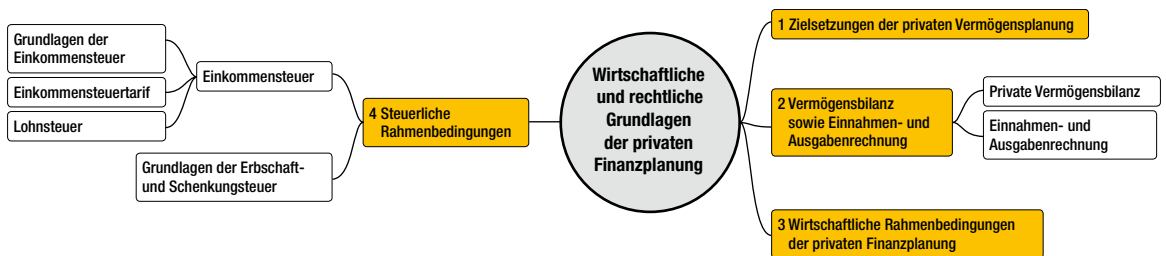 Wirtschaftliche
und rechtliche
Grundlagen
der privaten
Finanzplanung
1 Zielsetzungen der privaten Vermögensplanung
2 Vermögensbilanz
sowie Einnahmen- und
Ausgabenrechnung
Private Vermögensbilanz
Einnahmen- und
Ausgabenrechnung
3 Wirtschaftliche Rahmenbedingungen
der privaten Finanzplanung
4 Steuerliche
Rahmenbedingungen
Einkommensteuer
Grundlagen der
Einkommensteuer
Einkommensteuertarif
Lohnsteuer
Grundlagen der Erbschaft-
und Schenkungsteuer